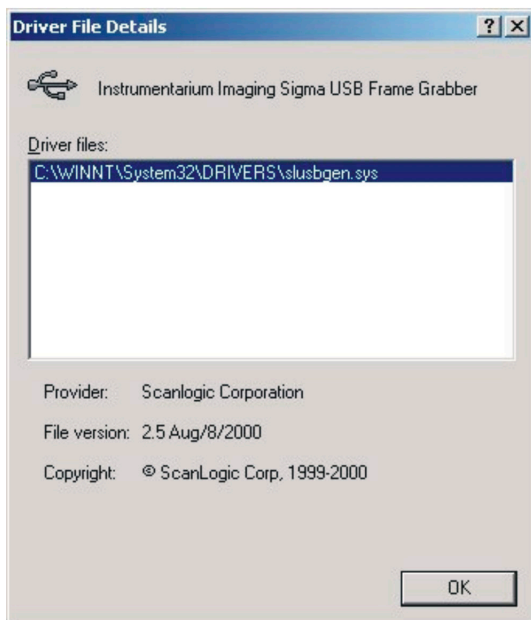 Driver File Details
? X
Instrumentarium Imaging Sigma USB Frame Grabber
Driver files:
C:\WINNT\System32\DRIVERS\slusbgen.sys
Provider: Scanlogic Corporation
File version: 2.5 Aug/8/2000
Copyright: © ScanLogic Corp, 1999-2000
OK